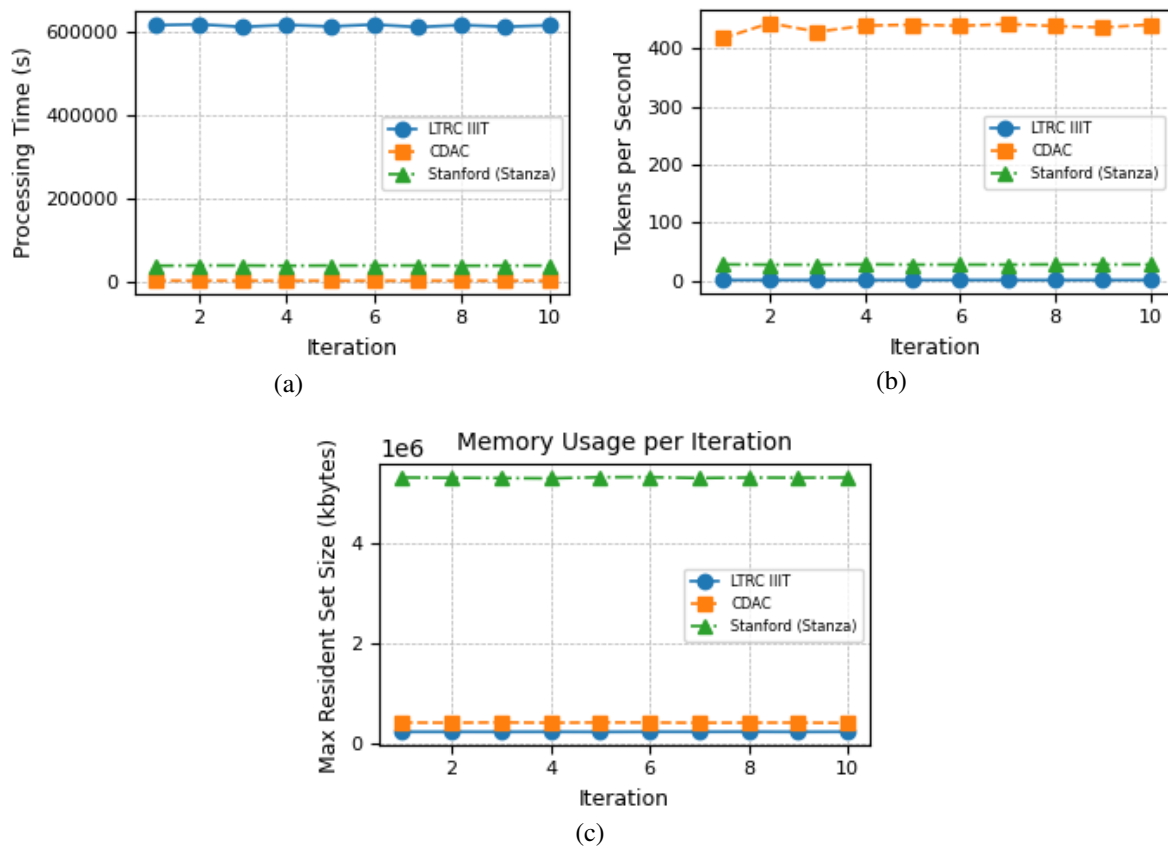 600000
400000
200000
0
Processing Time (s)
LTRC IIIT
CDAC
Stanford (Stanza)
2 4 6 8 10
Iteration
(a)
400
300
200
100
0
Tokens per Second
LTRC IIIT
CDAC
Stanford (Stanza)
2 4 6 8 10
Iteration
(b)
1e6
Memory Usage per Iteration
4
2
0
Max Resident Set Size (kbytes)
LTRC IIIT
CDAC
Stanford (Stanza)
2 4 6 8 10
Iteration
(c)